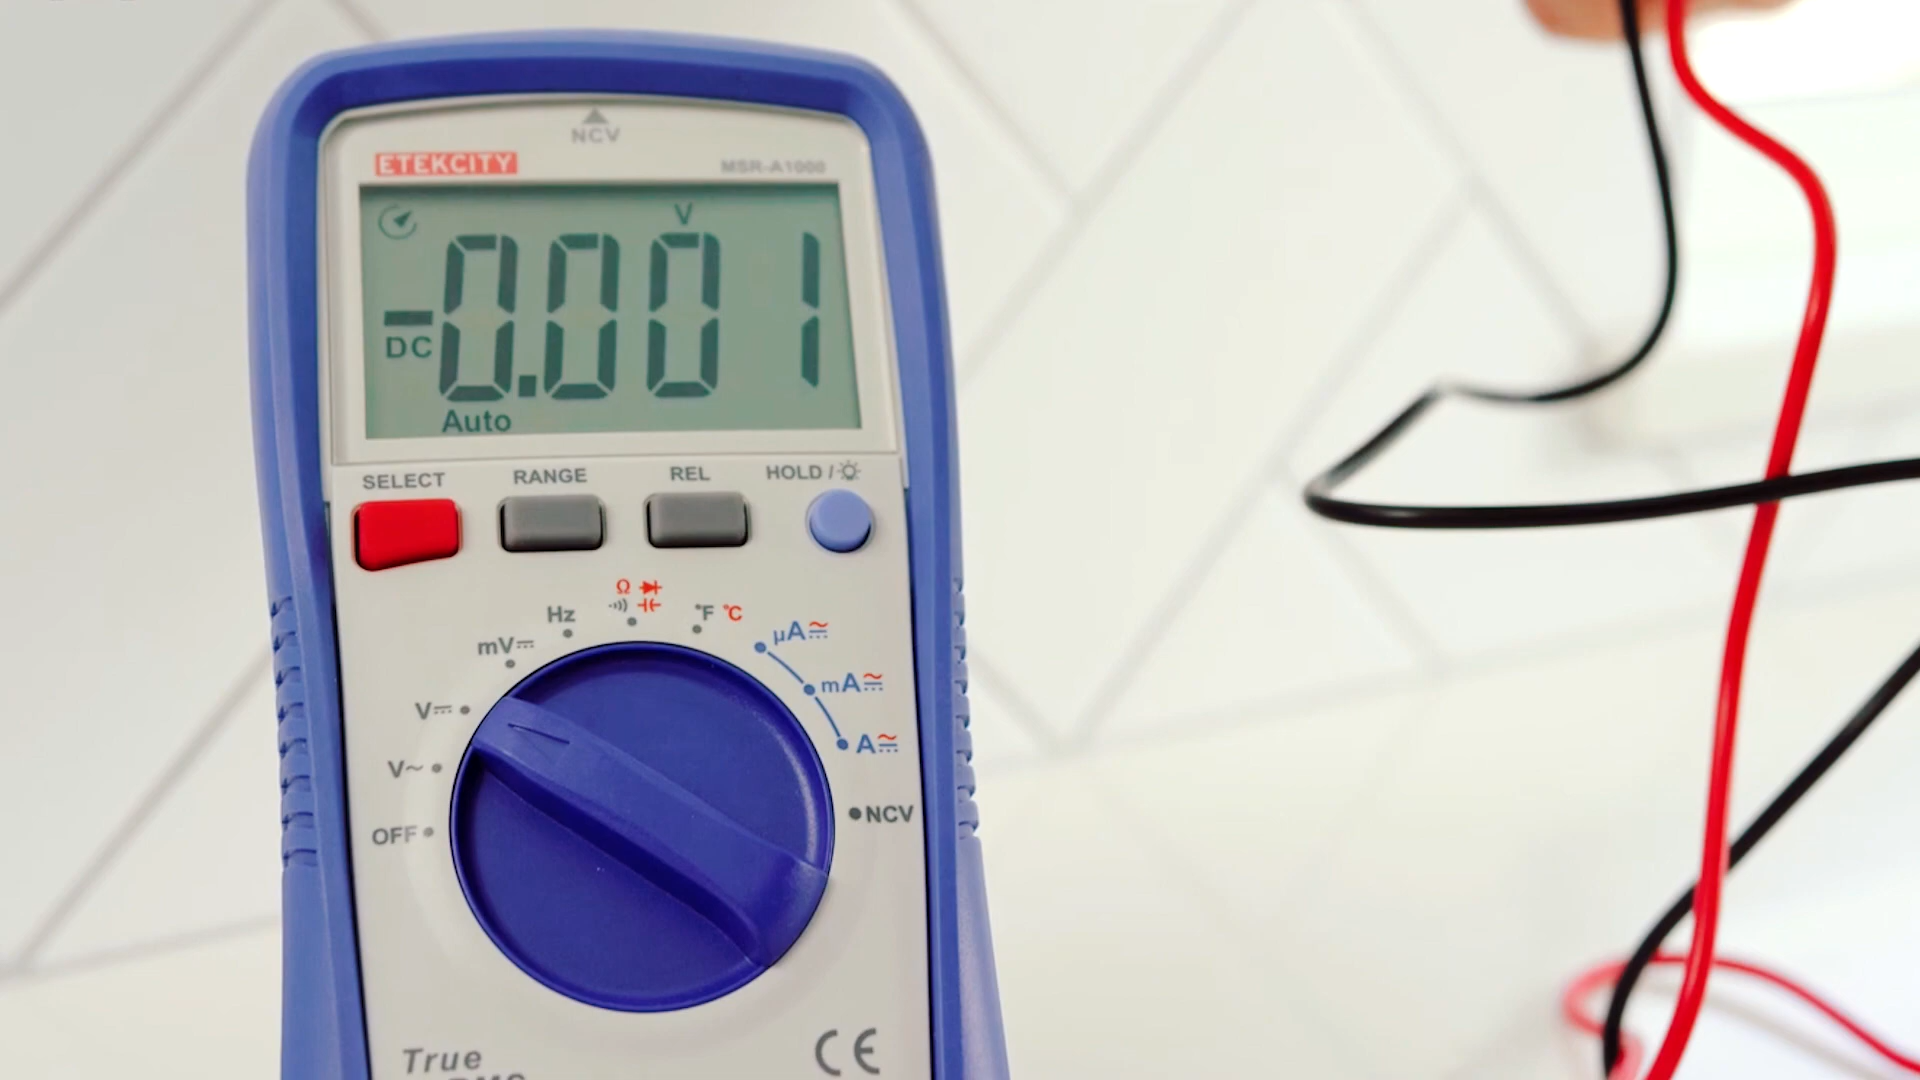 NCV
ETEKCITY MSR-A1000
V
-0.001
DC
Auto
SELECT RANGE REL HOLD /
Ω
Hz °F °C
mV
µA
mA
V
A
V~
NCV
OFF
True
CE